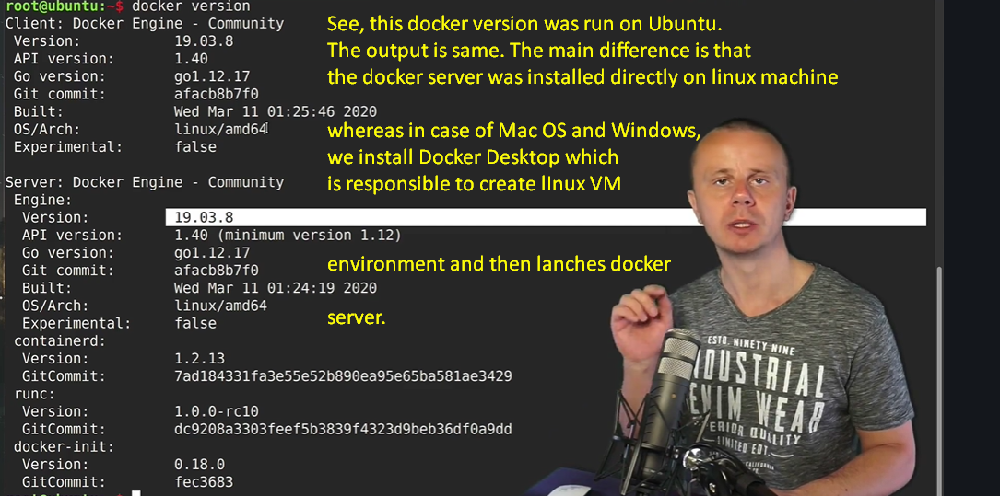 root@ubuntu:~$ docker version
Client: Docker Engine - Community
Version: 19.03.8
API version: 1.40
Go version: go1.12.17
Git commit: afacb8b7f0
Built: Wed Mar 11 01:25:46 2020
OS/Arch: linux/amd64
Experimental: false
Server: Docker Engine - Community
Engine:
Version: 19.03.8
API version: 1.40 (minimum version 1.12)
Go version: go1.12.17
Git commit: afacb8b7f0
Built: Wed Mar 11 01:24:19 2020
OS/Arch: linux/amd64
Experimental: false
containerd:
Version: 1.2.13
GitCommit: 7ad184331fa3e55e52b890ea95e65ba581ae3429
runc:
Version: 1.0.0-rc10
GitCommit: dc9208a3303feef5b3839f4323d9beb36df0a9dd
docker-init:
Version: 0.18.0
GitCommit: fec3683
See, this docker version was run on Ubuntu.
The output is same. The main difference is that
the docker server was installed directly on linux machine
whereas in case of Mac OS and Windows,
we install Docker Desktop which
is responsible to create lInux VM
environment and then lanches docker
server.
ESTD. NINETY NINE
INDUSTRIAL
DENIM WEAR
QUALITY
LIMITED EDT.
CALIFORNIA